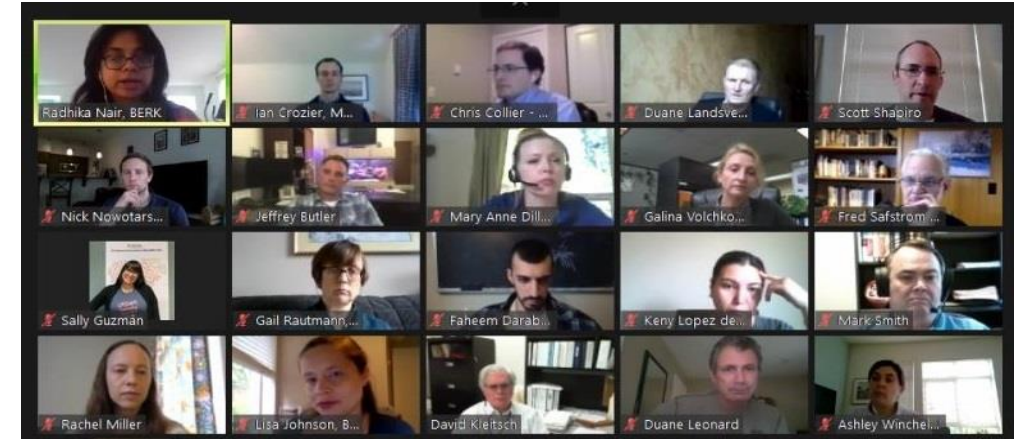 Radhika Nair, BERK
Ian Crozier, M...
Chris Collier - ...
Duane Landsve...
Scott Shapiro
Nick Nowotars...
Jeffrey Butler
Mary Anne Dill...
Galina Volchko...
Fred Safstrom ...
Sally Guzmán
Gail Rautmann,...
Faheem Darab...
Keny Lopez de...
Mark Smith
Rachel Miller
Lisa Johnson, B...
David Kleitsch
Duane Leonard
Ashley Winchel...